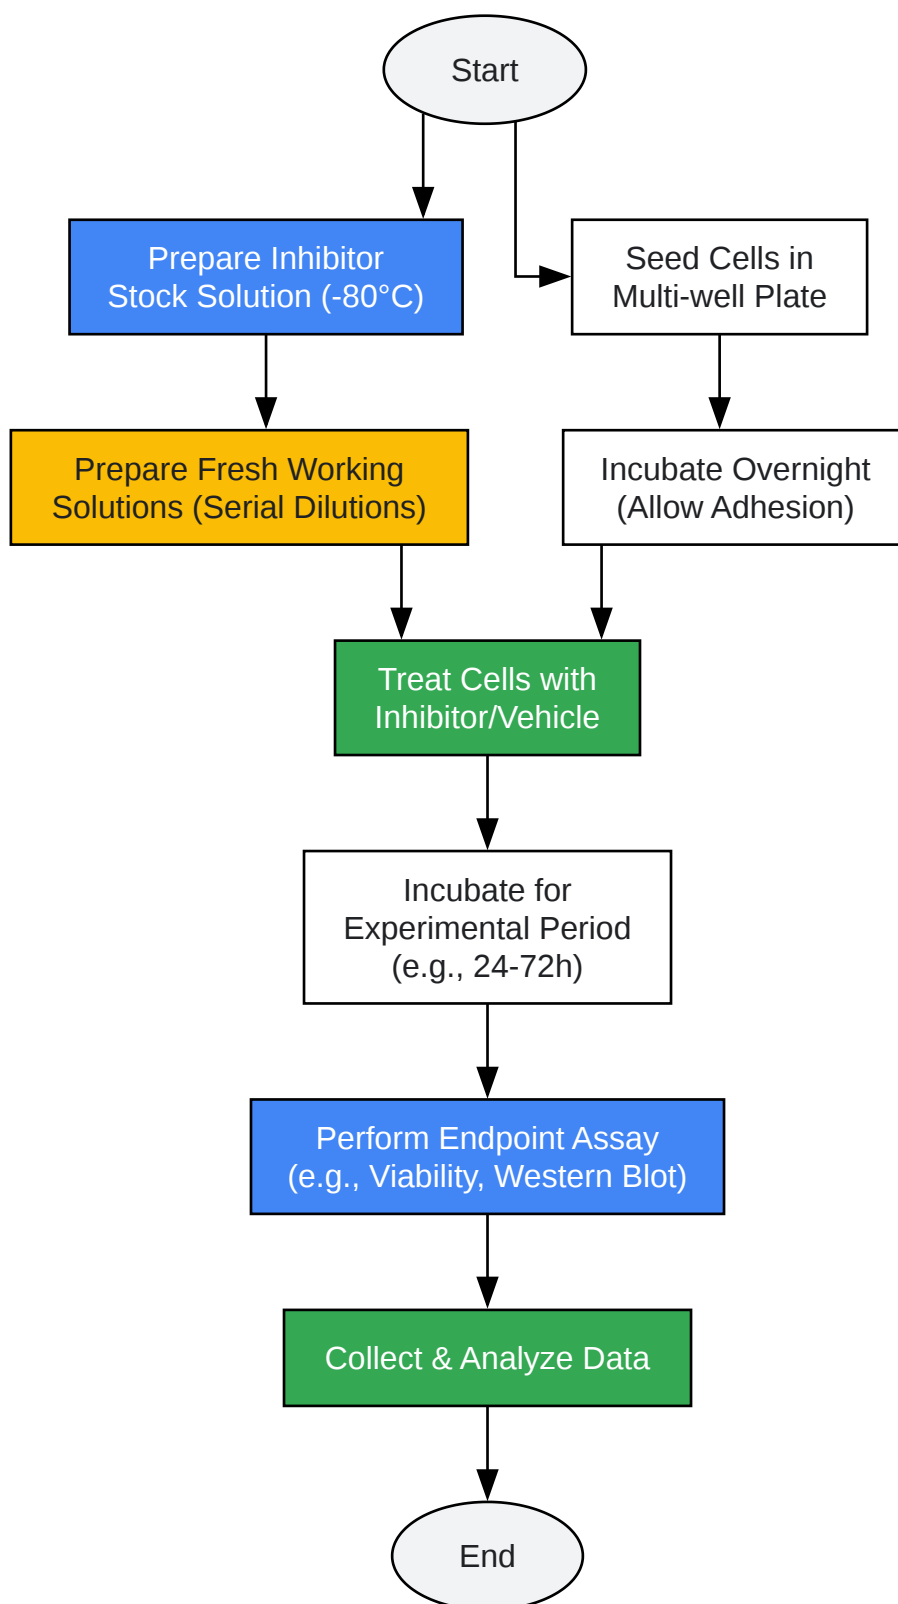 Start
Prepare Inhibitor
Stock Solution (-80°C)
Seed Cells in
Multi-well Plate
Prepare Fresh Working
Solutions (Serial Dilutions)
Incubate Overnight
(Allow Adhesion)
Treat Cells with
Inhibitor/Vehicle
Incubate for
Experimental Period
(e.g., 24-72h)
Perform Endpoint Assay
(e.g., Viability, Western Blot)
Collect & Analyze Data
End